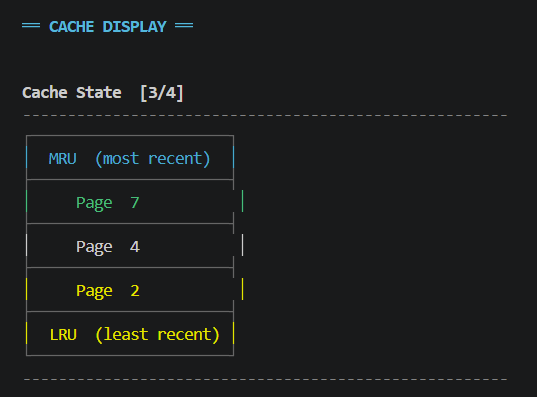 ══ CACHE DISPLAY ══
Cache State [3/4]
MRU (most recent)
Page 7
Page 4
Page 2
LRU (least recent)